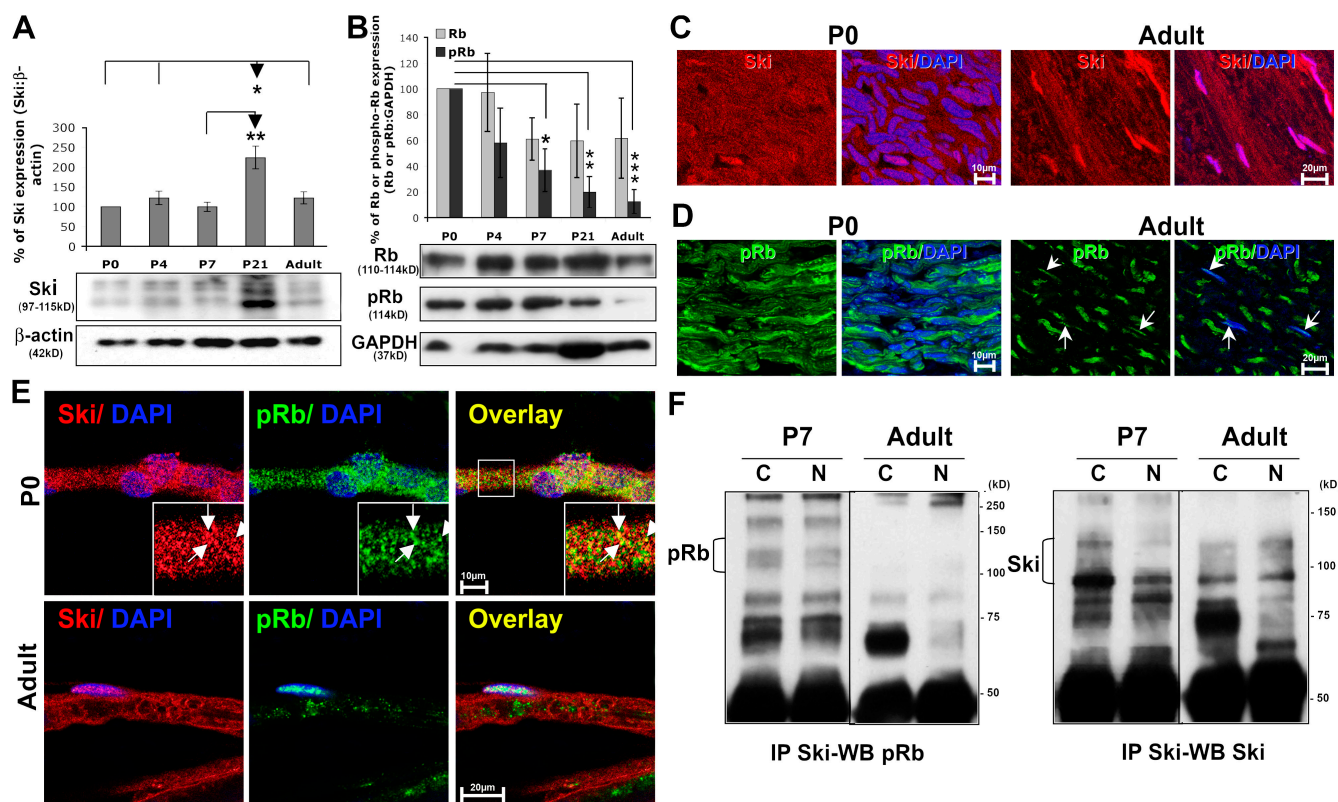 A
% of Ski expression (Ski:β-
actin)
*
**
300
250
200
150
100
50
0
P0 P4 P7 P21 Adult
Ski
(97-115kD)
β-actin
(42kD)
B
% of Rb or phospho-Rb expression
(Rb or pRb:GAPDH)
Rb
pRb
140
120
100
80
60
40
20
0
*
**
***
P0 P4 P7 P21 Adult
Rb
(110-114kD)
pRb
(114kD)
GAPDH
(37kD)
C
P0 Adult
Ski Ski/DAPI Ski Ski/DAPI
10µm 20µm
D
P0 Adult
pRb pRb/DAPI pRb pRb/DAPI
10µm 20µm
E
P0
Ski/ DAPI pRb/ DAPI Overlay
10µm
Adult
Ski/ DAPI pRb/ DAPI Overlay
20µm
F
P7 Adult
C N C N
(kD)
pRb
- 250
- 150
- 100
- 75
- 50
IP Ski-WB pRb
P7 Adult
C N C N
(kD)
Ski
- 150
- 100
- 75
- 50
IP Ski-WB Ski